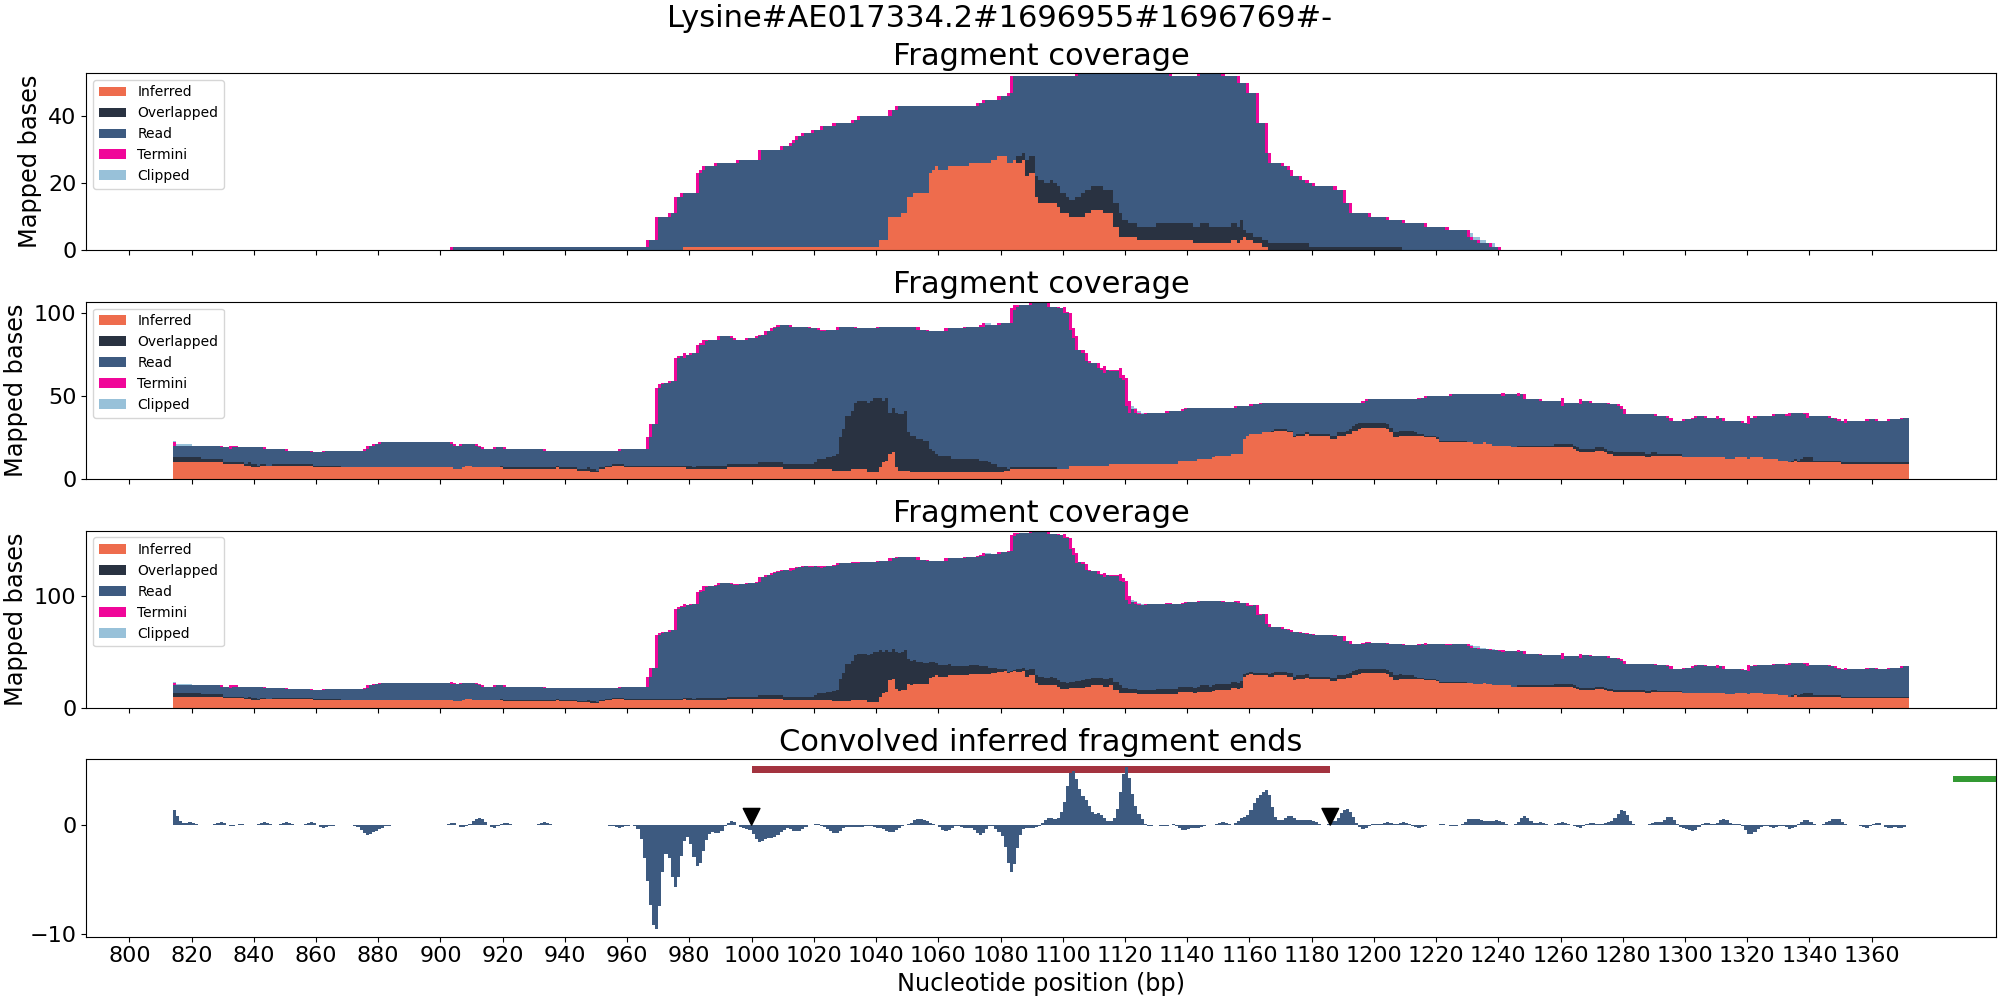 Lysine#AE017334.2#1696955#1696769#-
Fragment coverage
Mapped bases
40
20
0
Inferred
Overlapped
Read
Termini
Clipped
Fragment coverage
Mapped bases
100
50
0
Inferred
Overlapped
Read
Termini
Clipped
Fragment coverage
Mapped bases
100
0
Inferred
Overlapped
Read
Termini
Clipped
Convolved inferred fragment ends
0
−10
800 820 840 860 880 900 920 940 960 980 1000 1020 1040 1060 1080 1100 1120 1140 1160 1180 1200 1220 1240 1260 1280 1300 1320 1340 1360
Nucleotide position (bp)